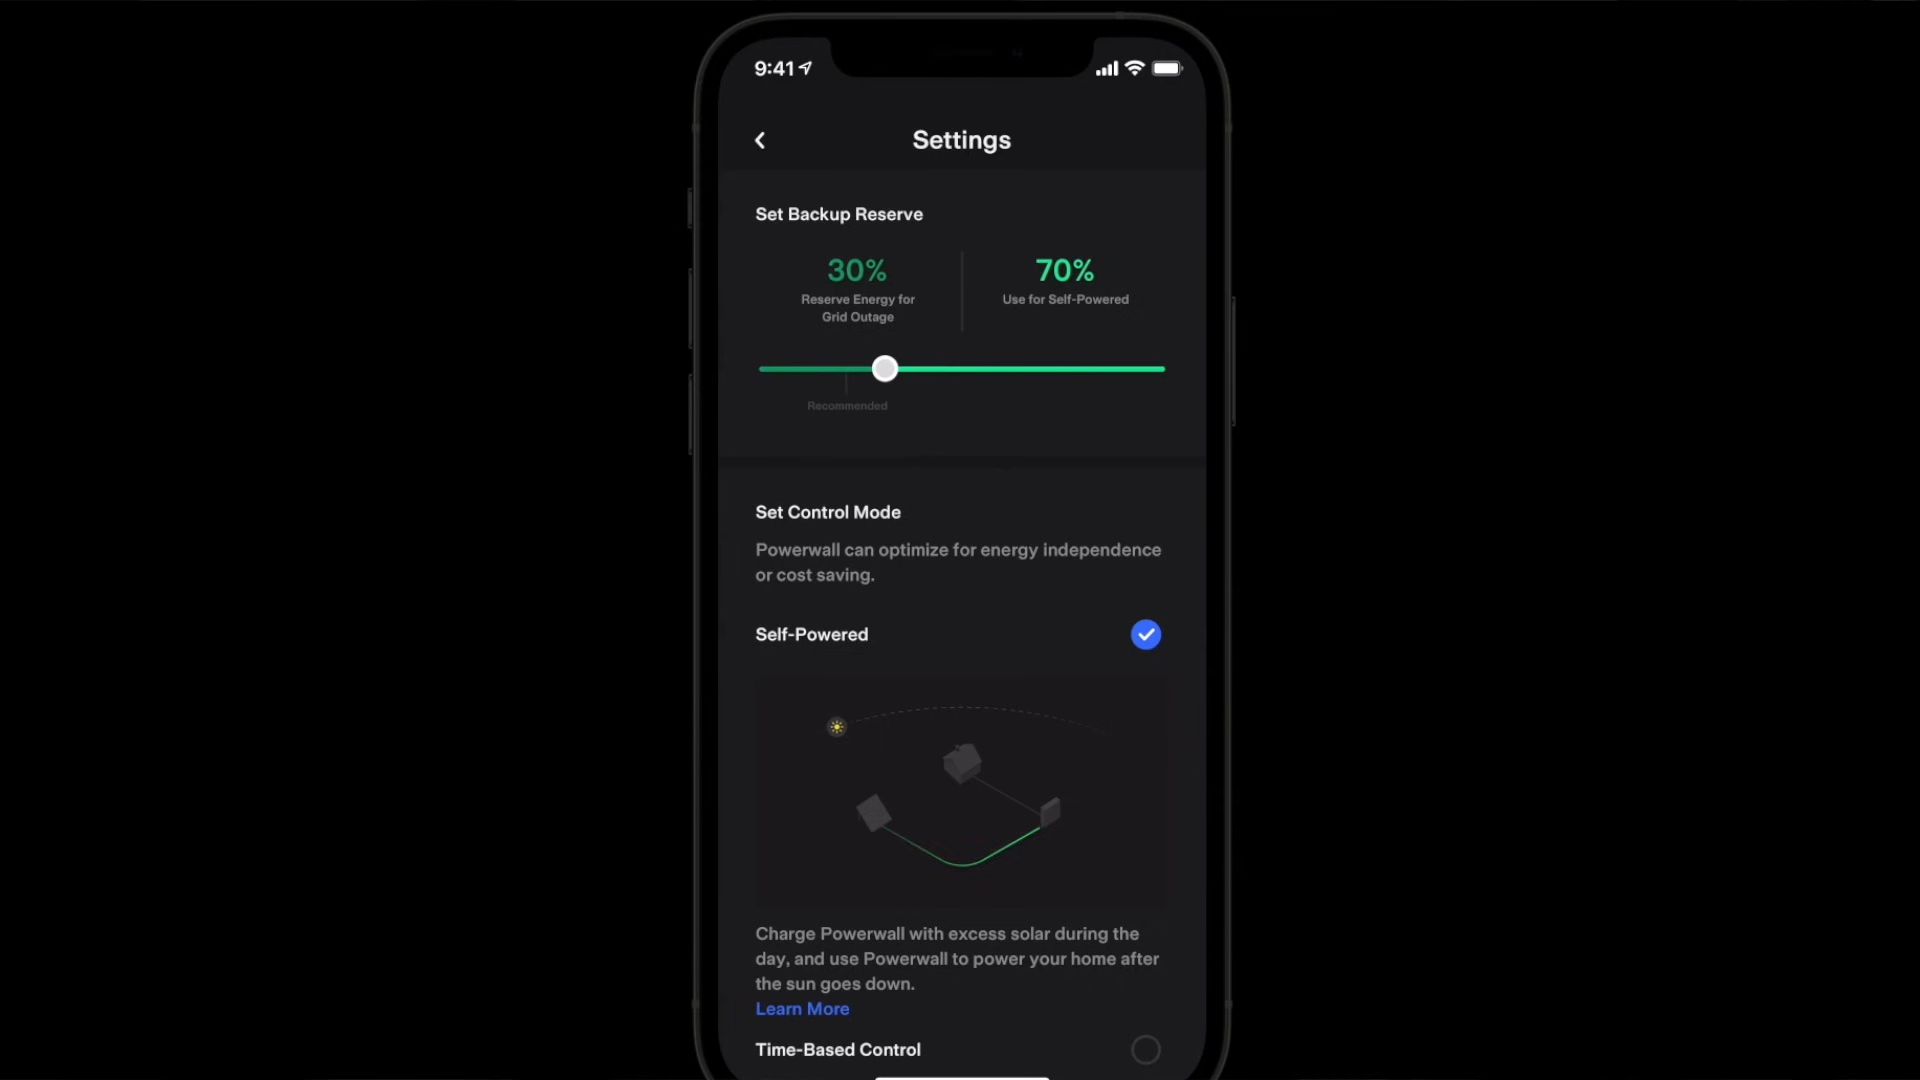 9:41
Settings
Set Backup Reserve
30%
Reserve Energy for
Grid Outage
70%
Use for Self-Powered
Recommended
Set Control Mode
Powerwall can optimize for energy independence
or cost saving.
Self-Powered
Charge Powerwall with excess solar during the
day, and use Powerwall to power your home after
the sun goes down.
Learn More
Time-Based Control